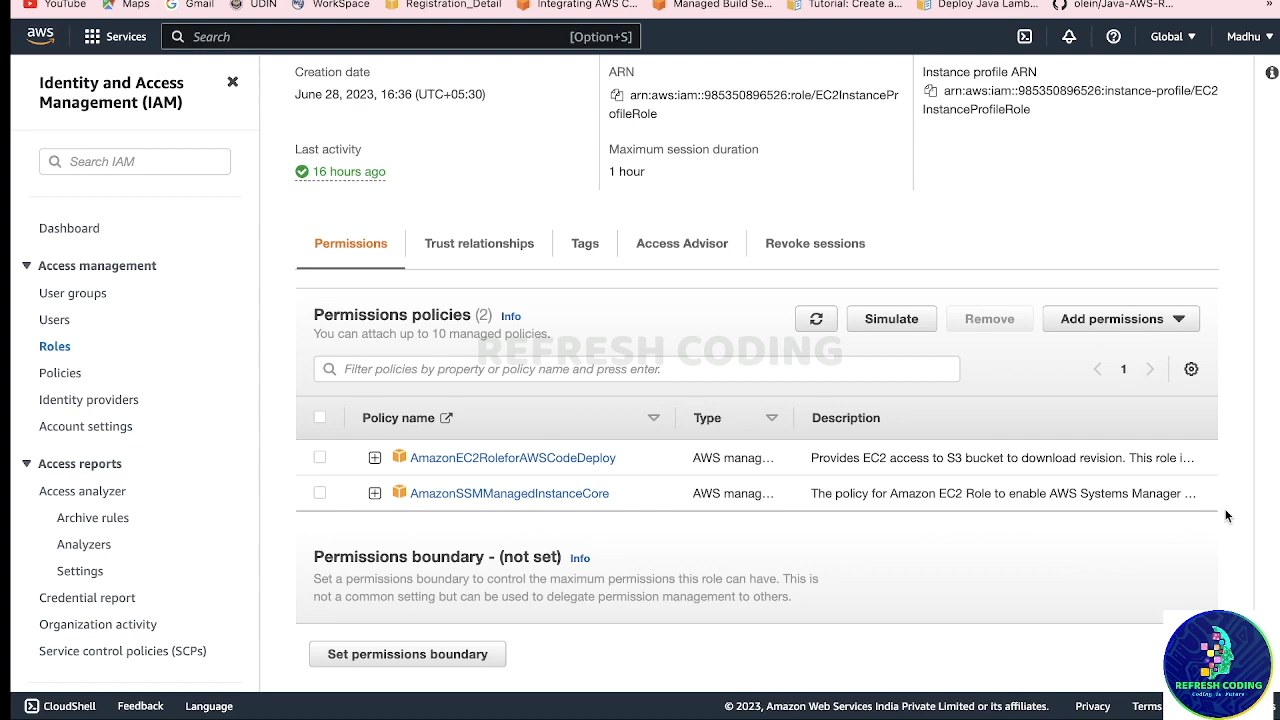 YouTube
Maps
Gmail
UDIN
WorkSpace
Registration_Detail
Integrating AWS C...
Managed Build Se...
Tutorial: Create a...
Deploy Java Lamb...
olein/Java-AWS-R...
»
aws
Services
Search
[Option+S]
Global
Madhu
Identity and Access
Management (IAM)
Search IAM
Dashboard
Access management
User groups
Users
Roles
Policies
Identity providers
Account settings
Access reports
Access analyzer
Archive rules
Analyzers
Settings
Credential report
Organization activity
Service control policies (SCPs)
Creation date
June 28, 2023, 16:36 (UTC+05:30)
ARN
arn:aws:iam::985350896526:role/EC2InstancePr
ofileRole
Instance profile ARN
arn:aws:iam::985350896526:instance-profile/EC2
InstanceProfileRole
Last activity
16 hours ago
Maximum session duration
1 hour
Permissions
Trust relationships
Tags
Access Advisor
Revoke sessions
Permissions policies (2) Info
You can attach up to 10 managed policies.
Simulate
Remove
Add permissions
REFRESH CODING
Filter policies by property or policy name and press enter.
1
Policy name
Type
Description
AmazonEC2RoleforAWSCodeDeploy
AWS manag...
Provides EC2 access to S3 bucket to download revision. This role i...
AmazonSSMManagedInstanceCore
AWS manag...
The policy for Amazon EC2 Role to enable AWS Systems Manager ...
Permissions boundary - (not set) Info
Set a permissions boundary to control the maximum permissions this role can have. This is
not a common setting but can be used to delegate permission management to others.
Set permissions boundary
REFRESH CODING
CloudShell
Feedback
Language
© 2023, Amazon Web Services India Private Limited or its affiliates.
Privacy
Terms